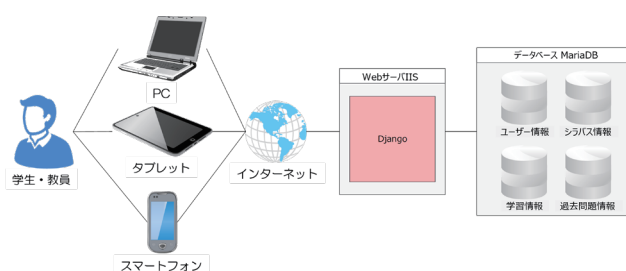 PC
学生・教員
タブレット
スマートフォン
インターネット
WebサーバIIS
Django
データベース MariaDB
ユーザー情報
シラバス情報
学習情報
過去問題情報